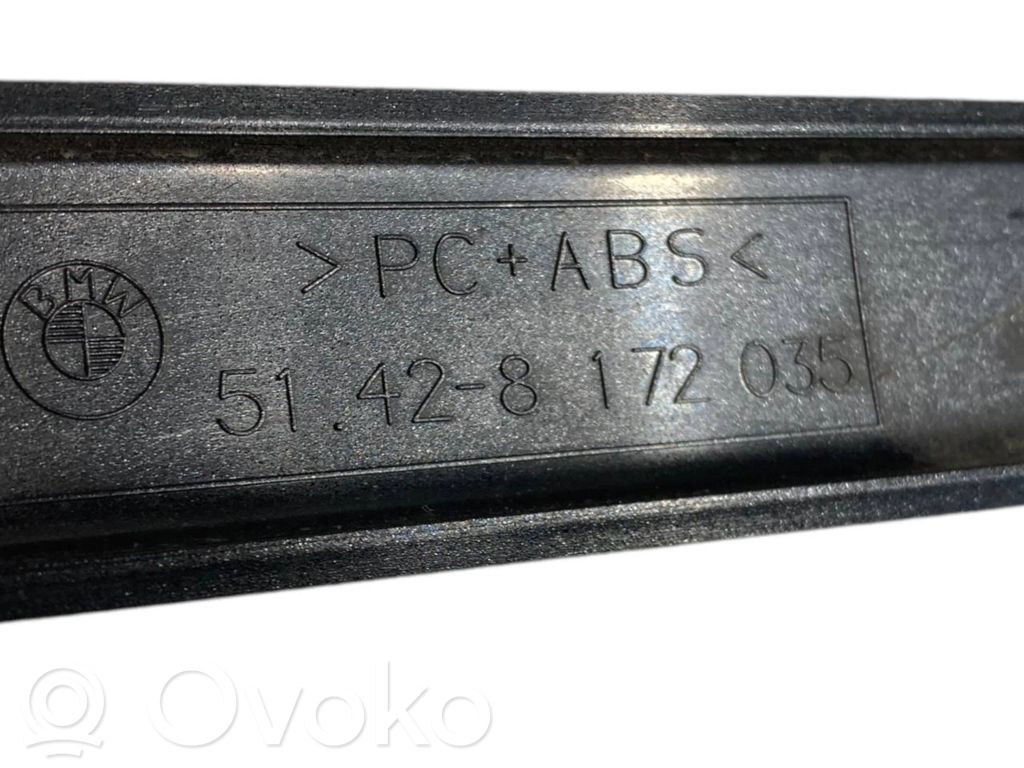 >PC+ABS<
BMW
51.42-8 172 035
Ovoko